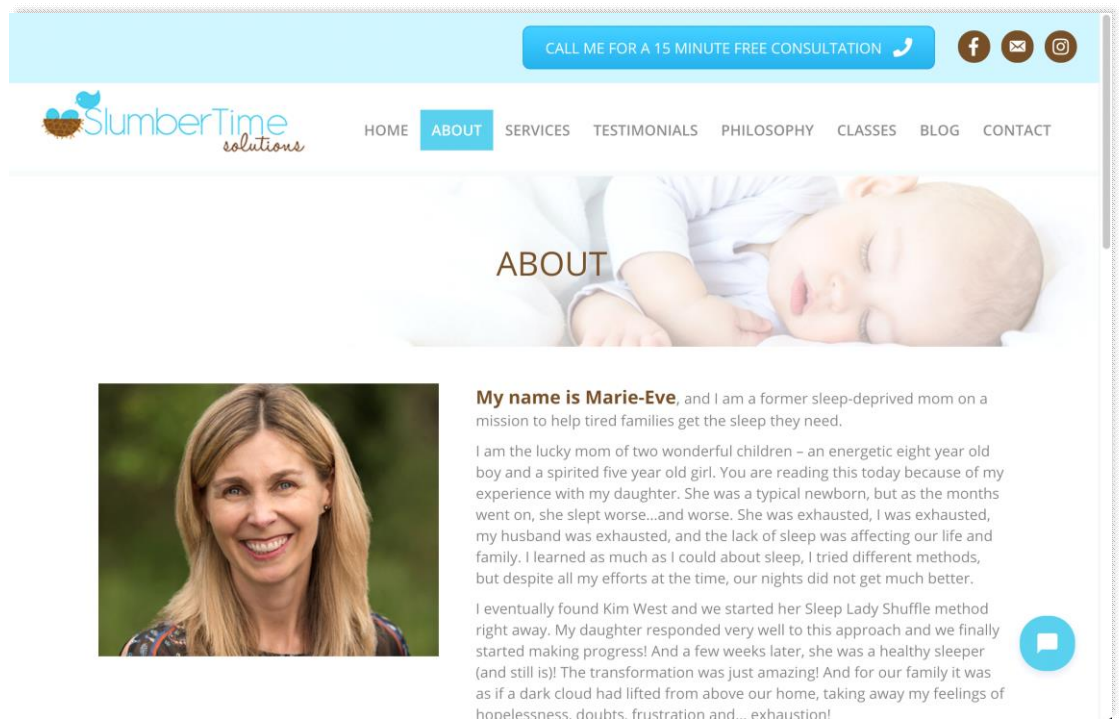 CALL ME FOR A 15 MINUTE FREE CONSULTATION
SlumberTime
solutions
HOME ABOUT SERVICES TESTIMONIALS PHILOSOPHY CLASSES BLOG CONTACT
ABOUT
My name is Marie-Eve, and I am a former sleep-deprived mom on a
mission to help tired families get the sleep they need.
I am the lucky mom of two wonderful children – an energetic eight year old
boy and a spirited five year old girl. You are reading this today because of my
experience with my daughter. She was a typical newborn, but as the months
went on, she slept worse...and worse. She was exhausted, I was exhausted,
my husband was exhausted, and the lack of sleep was affecting our life and
family. I learned as much as I could about sleep, I tried different methods,
but despite all my efforts at the time, our nights did not get much better.
I eventually found Kim West and we started her Sleep Lady Shuffle method
right away. My daughter responded very well to this approach and we finally
started making progress! And a few weeks later, she was a healthy sleeper
(and still is)! The transformation was just amazing! And for our family it was
as if a dark cloud had lifted from above our home, taking away my feelings of
hopelessness, doubts, frustration and... exhaustion!